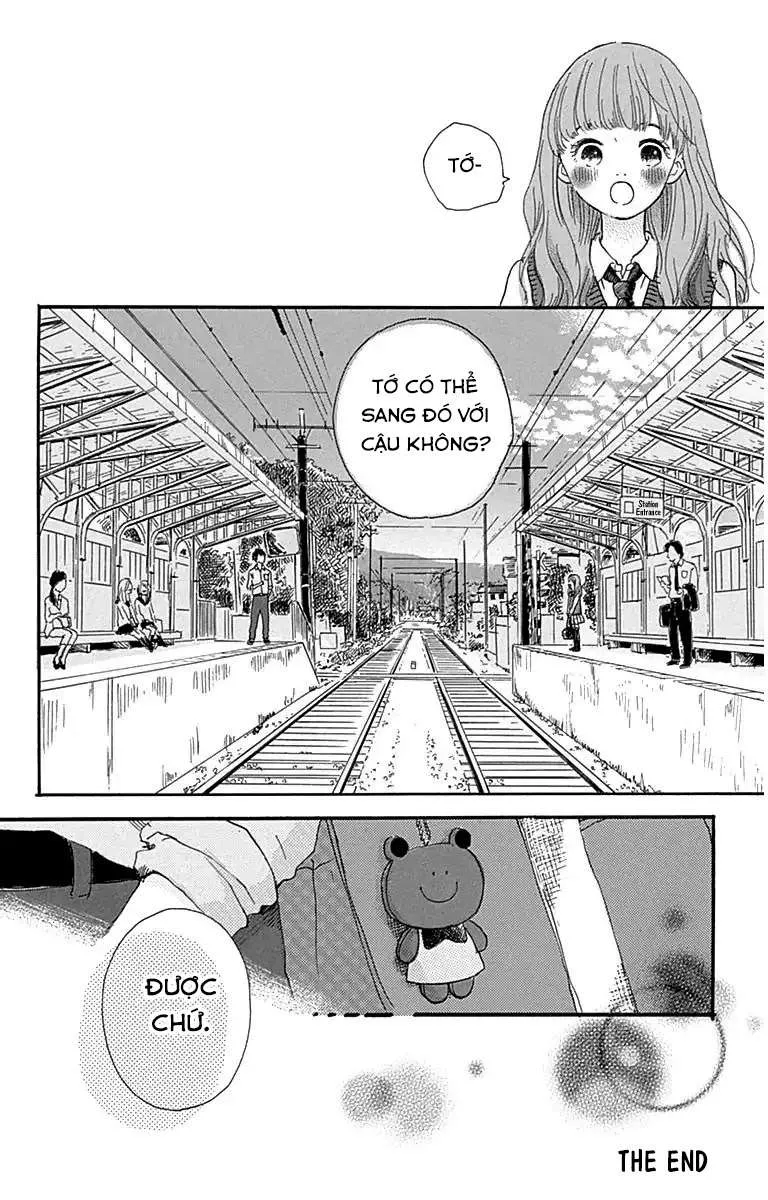 TỚ-
TỚ CÓ THỂ
SANG ĐÓ VỚI
CẬU KHÔNG?
Station
Entrance
ĐƯỢC
CHỨ.
THE END